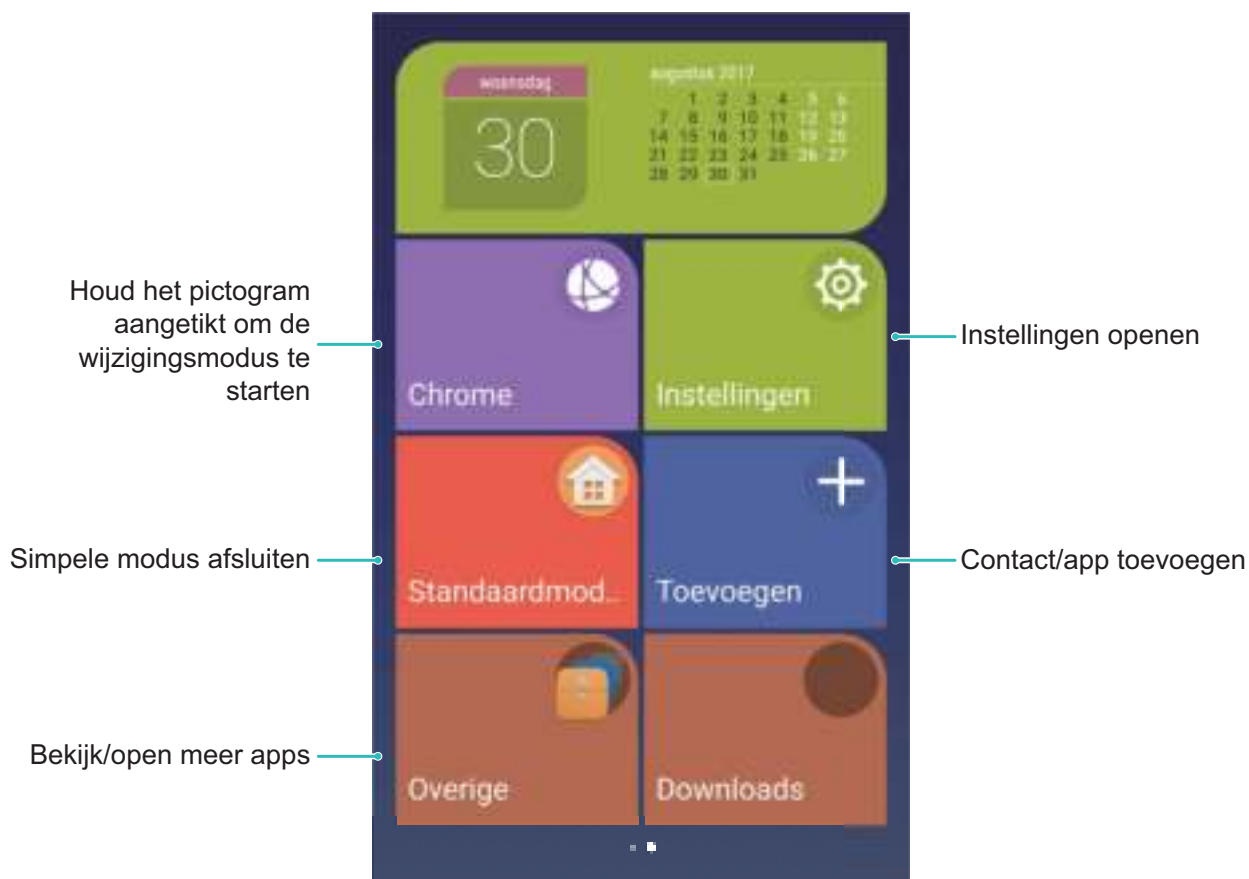 woensdag
30
augustus 2017
1 2 3 4 5 6
7 8 9 10 11 12 13
14 15 16 17 18 19 20
21 22 23 24 25 26 27
28 29 30 31
Houd het pictogram
aangetikt om de
wijzigingsmodus te
starten
Chrome
Instellingen
Instellingen openen
Simpele modus afsluiten
Standaardmod..
Toevoegen
Contact/app toevoegen
Bekijk/open meer apps
Overige
Downloads